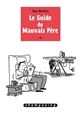 Guy Delisle
Le Guide
du
Mauvais Père
shampooing